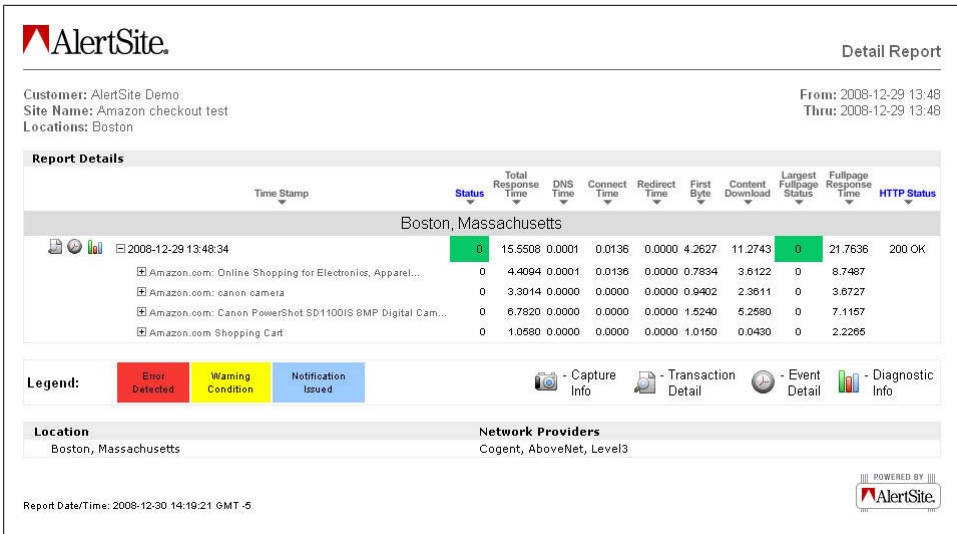 AlertSite.
Detail Report
Customer: AlertSite Demo
Site Name: Amazon checkout test
Locations: Boston
From: 2008-12-29 13:48
Thru: 2008-12-29 13:48
Report Details
Time Stamp Status Total Response Time DNS Time Connect Time Redirect Time First Byte Content Download Largest Fullpage Status Fullpage Response Time HTTP Status
Boston, Massachusetts
2008-12-29 13:48:34 0 15.5508 0.0001 0.0136 0.0000 4.2627 11.2743 0 21.7636 200 OK
Amazon.com: Online Shopping for Electronics, Apparel... 0 4.4094 0.0001 0.0136 0.0000 0.7834 3.6122 0 8.7487
Amazon.com: canon camera 0 3.3014 0.0000 0.0000 0.0000 0.9402 2.3611 0 3.6727
Amazon.com: Canon PowerShot SD1100IS 8MP Digital Cam... 0 6.7820 0.0000 0.0000 0.0000 1.5240 5.2580 0 7.1157
Amazon.com Shopping Cart 0 1.0580 0.0000 0.0000 0.0000 1.0150 0.0430 0 2.2265
Legend:
Error Detected
Warning Condition
Notification Issued
- Capture Info
- Transaction Detail
- Event Detail
- Diagnostic Info
Location Network Providers
Boston, Massachusetts Cogent, AboveNet, Level3
Report Date/Time: 2008-12-30 14:19:21 GMT -5
POWERED BY
AlertSite.